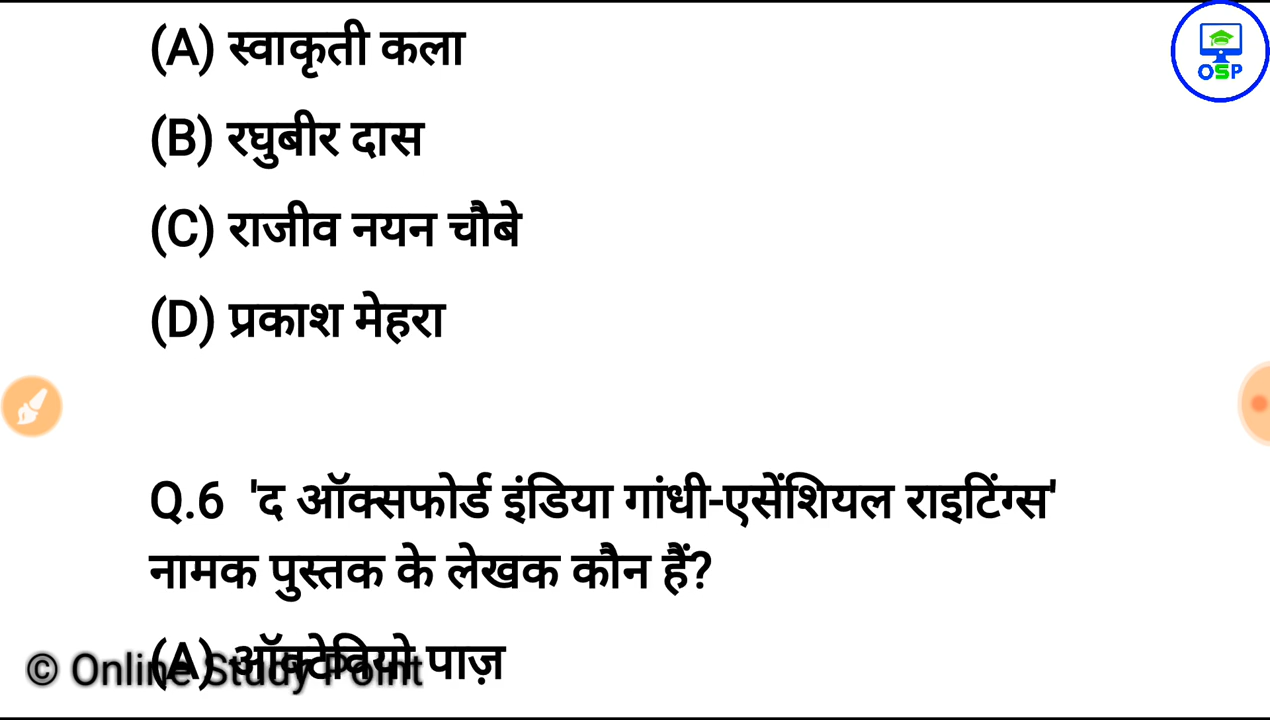 (A) स्वाकृती कला
OSP
(B) रघुबीर दास
(C) राजीव नयन चौबे
(D) प्रकाश मेहरा
Q.6 'द ऑक्सफोर्ड इंडिया गांधी-एसेंशियल राइटिंग्स'
नामक पुस्तक के लेखक कौन हैं?
(A) ऑक्टेवियो पाज़
© Online Study Point